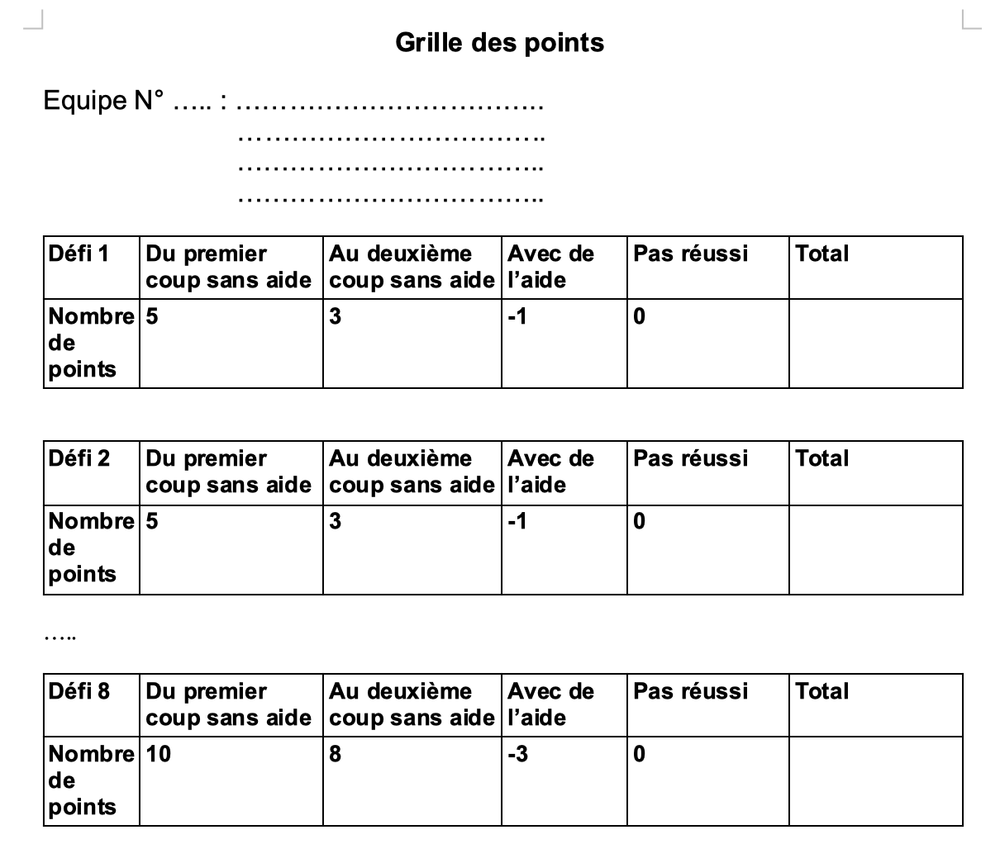 Grille des points
Equipe N° ….. : ……………………………..
……………………………..
……………………………..
……………………………..
Défi 1 Du premier coup sans aide Au deuxième coup sans aide Avec de l’aide Pas réussi Total
Nombre de points 5 3 -1 0
Défi 2 Du premier coup sans aide Au deuxième coup sans aide Avec de l’aide Pas réussi Total
Nombre de points 5 3 -1 0
…..
Défi 8 Du premier coup sans aide Au deuxième coup sans aide Avec de l’aide Pas réussi Total
Nombre de points 10 8 -3 0